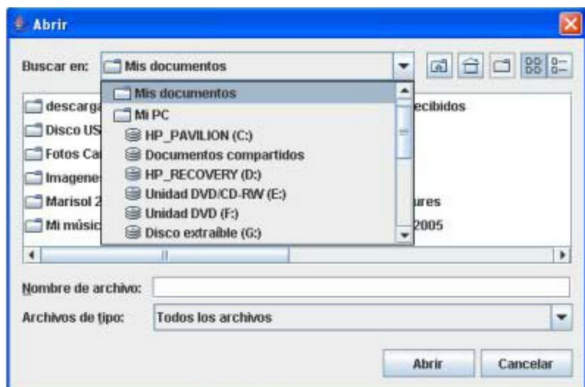 Abrir
Buscar en: Mis documentos
Mis documentos
Mi PC
HP_PAVILION (C:)
Documentos compartidos
HP_RECOVERY (D:)
Unidad DVD/CD-RW (E:)
Unidad DVD (F:)
Disco extraíble (G:)
descarga
ecibidos
Disco US
Fotos Ca
Imagene
Marisol 2
ures
Mi músic
2005
Nombre de archivo:
Archivos de tipo: Todos los archivos
Abrir Cancelar